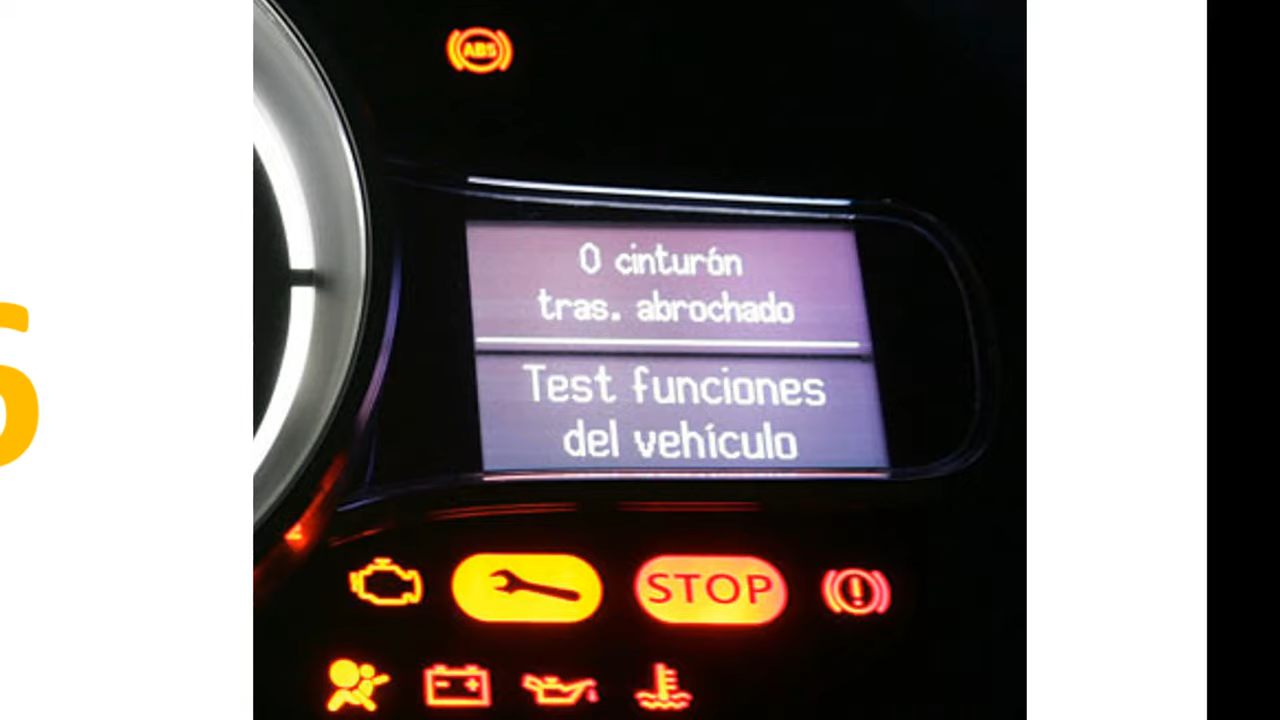 ABS
0 cinturón
tras. abrochado
Test funciones
del vehículo
STOP